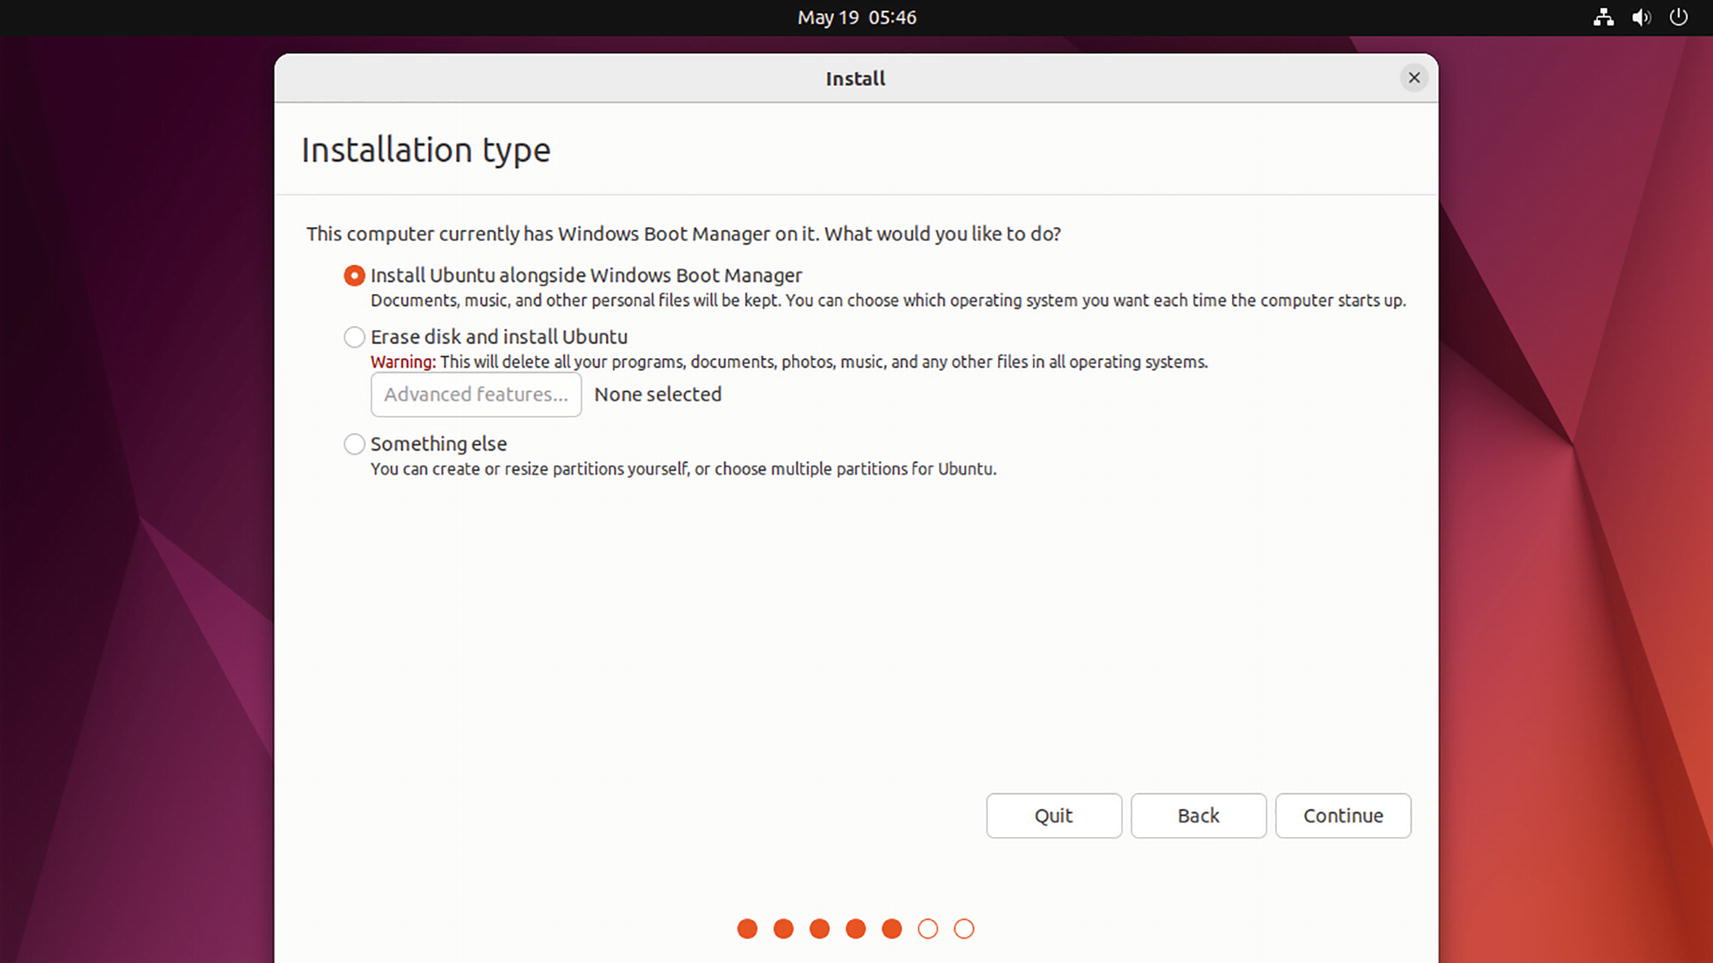 May 19 05:46
Install
Installation type
This computer currently has Windows Boot Manager on it. What would you like to do?
Install Ubuntu alongside Windows Boot Manager
Documents, music, and other personal files will be kept. You can choose which operating system you want each time the computer starts up.
Erase disk and install Ubuntu
Warning: This will delete all your programs, documents, photos, music, and any other files in all operating systems.
Advanced features... None selected
Something else
You can create or resize partitions yourself, or choose multiple partitions for Ubuntu.
Quit Back Continue